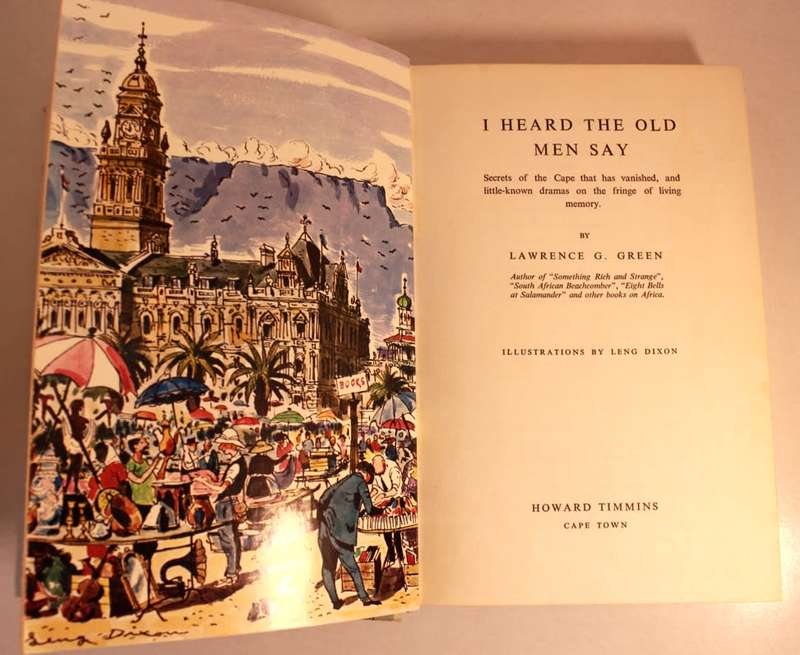 BOOKS
Leng Dixon
I HEARD THE OLD
MEN SAY
Secrets of the Cape that has vanished, and
little-known dramas on the fringe of living
memory.
BY
LAWRENCE G. GREEN
Author of "Something Rich and Strange",
"South African Beachcomber", "Eight Bells
at Salamander" and other books on Africa.
ILLUSTRATIONS BY LENG DIXON
HOWARD TIMMINS
CAPE TOWN